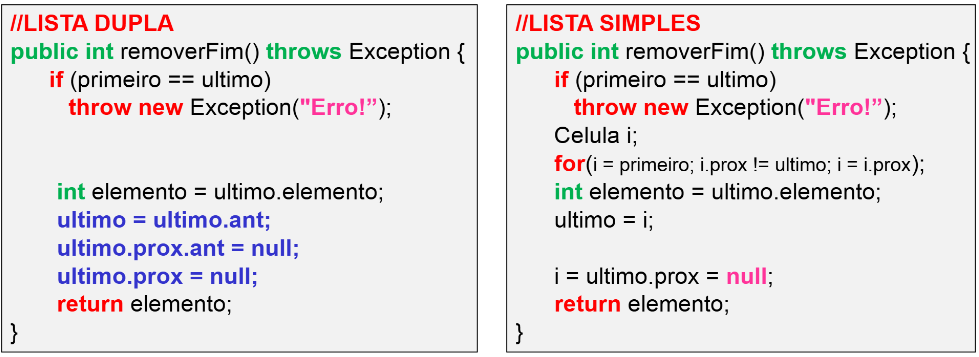 //LISTA DUPLA
public int removerFim() throws Exception {
if (primeiro == ultimo)
throw new Exception("Erro!”);
int elemento = ultimo.elemento;
ultimo = ultimo.ant;
ultimo.prox.ant = null;
ultimo.prox = null;
return elemento;
}
//LISTA SIMPLES
public int removerFim() throws Exception {
if (primeiro == ultimo)
throw new Exception("Erro!”);
Celula i;
for(i = primeiro; i.prox != ultimo; i = i.prox);
int elemento = ultimo.elemento;
ultimo = i;
i = ultimo.prox = null;
return elemento;
}